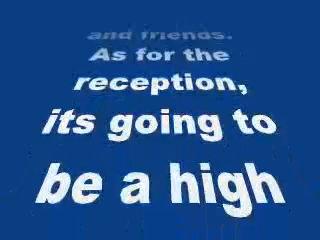 and friends.
As for the
reception,
its going to
be a high